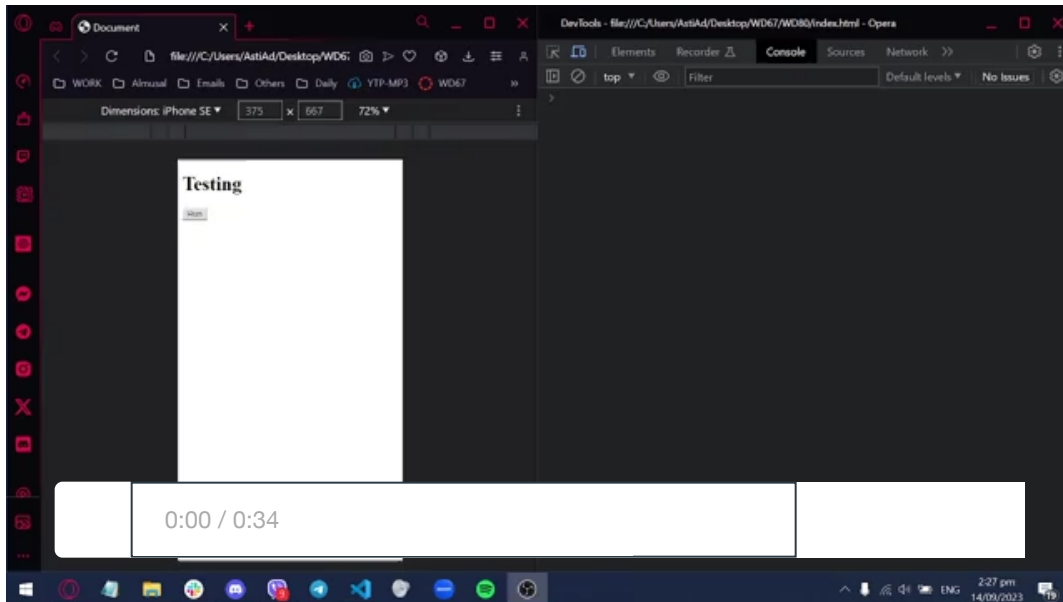 Document
DevTools - file:///C:/Users/AstiAd/Desktop/WD67/WD80/index.html - Opera
file:///C:/Users/AstiAd/Desktop/WD67
Elements Recorder Console Sources Network
WORK Almusal Emails Others Daily YTP-MP3 WD67
top Filter Default levels No Issues
Dimensions: iPhone SE 375 x 667 72%
Testing
Run
0:00 / 0:34
ENG
2:27 pm
14/09/2023